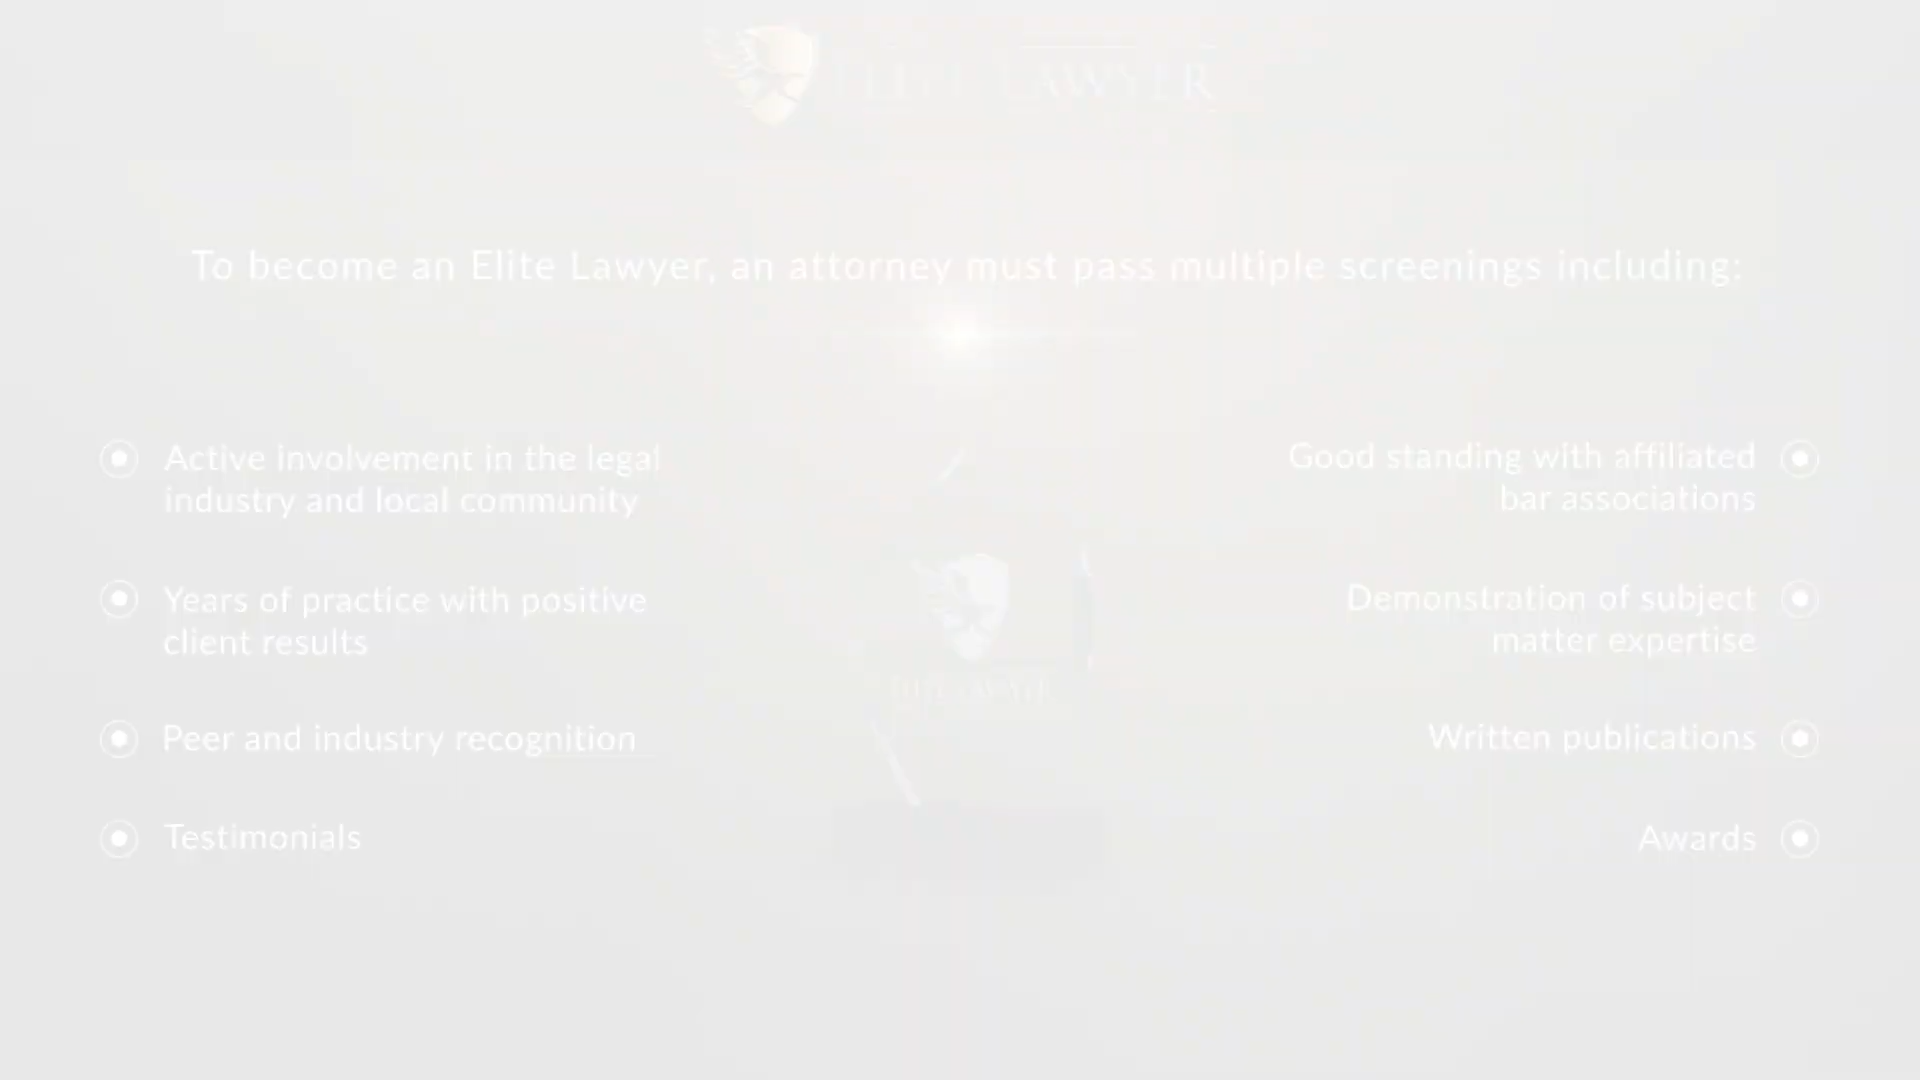 ELITE LAWYER
To become an Elite Lawyer, an attorney must pass multiple screenings including:
Active involvement in the legal
industry and local community
Years of practice with positive
client results
Peer and industry recognition
Testimonials
Good standing with affiliated
bar associations
Demonstration of subject
matter expertise
Written publications
Awards
ELITE LAWYER